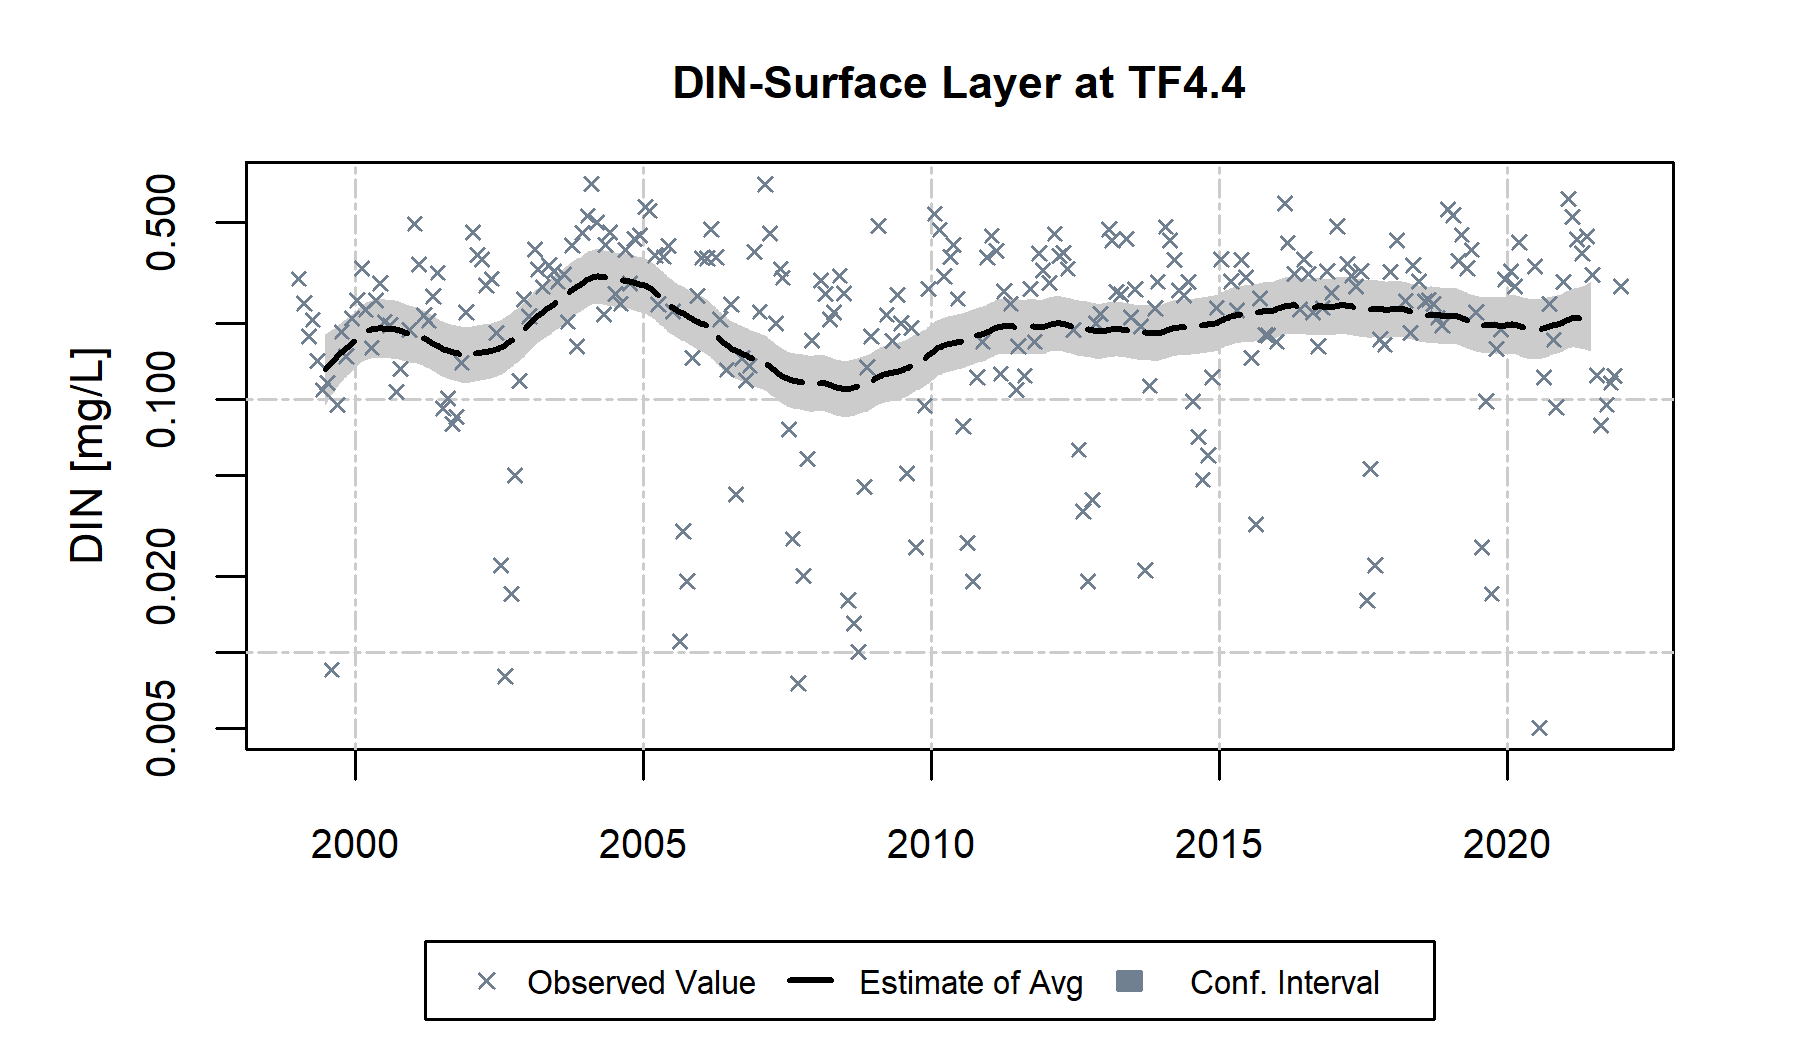 DIN-Surface Layer at TF4.4
DIN [mg/L]
0.500
0.100
0.020
0.005
2000 2005 2010 2015 2020
Observed Value Estimate of Avg Conf. Interval